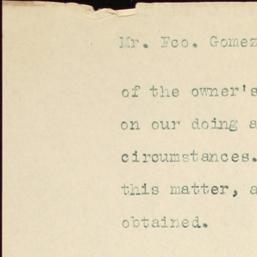 Mr. Fco. Gomez
of the owner's
on our doing a
circumstances.
this matter, a
obtained.